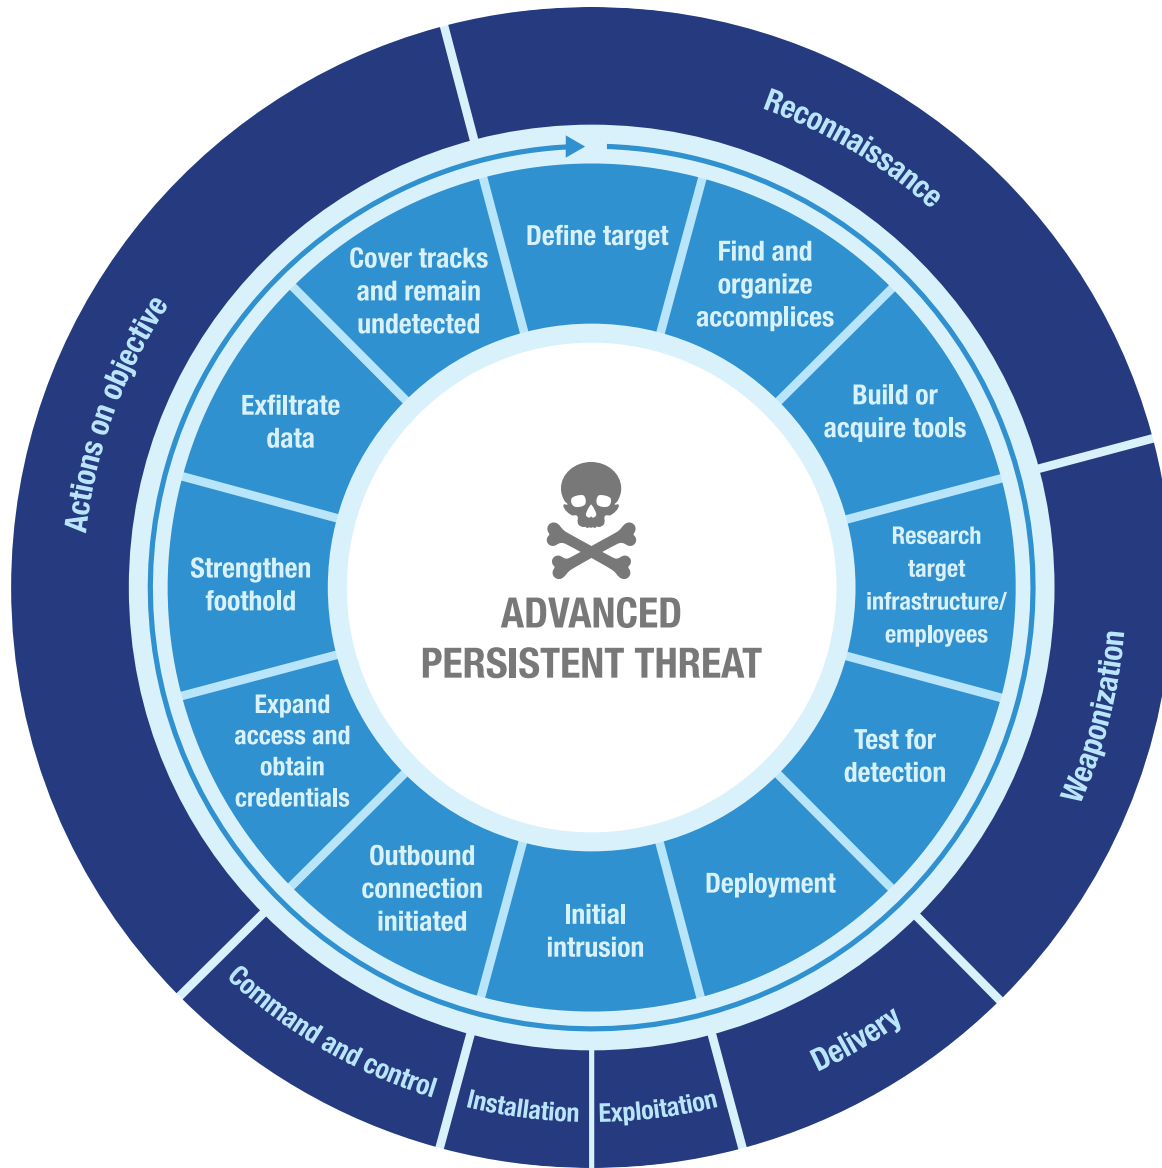 Reconnaissance
Weaponization
Delivery
Exploitation
Installation
Command and control
Actions on objective
Define target
Find and
organize
accomplices
Build or
acquire tools
Research
target
infrastructure/
employees
Test for
detection
Deployment
Initial
intrusion
Outbound
connection
initiated
Expand
access and
obtain
credentials
Strengthen
foothold
Exfiltrate
data
Cover tracks
and remain
undetected
ADVANCED
PERSISTENT THREAT